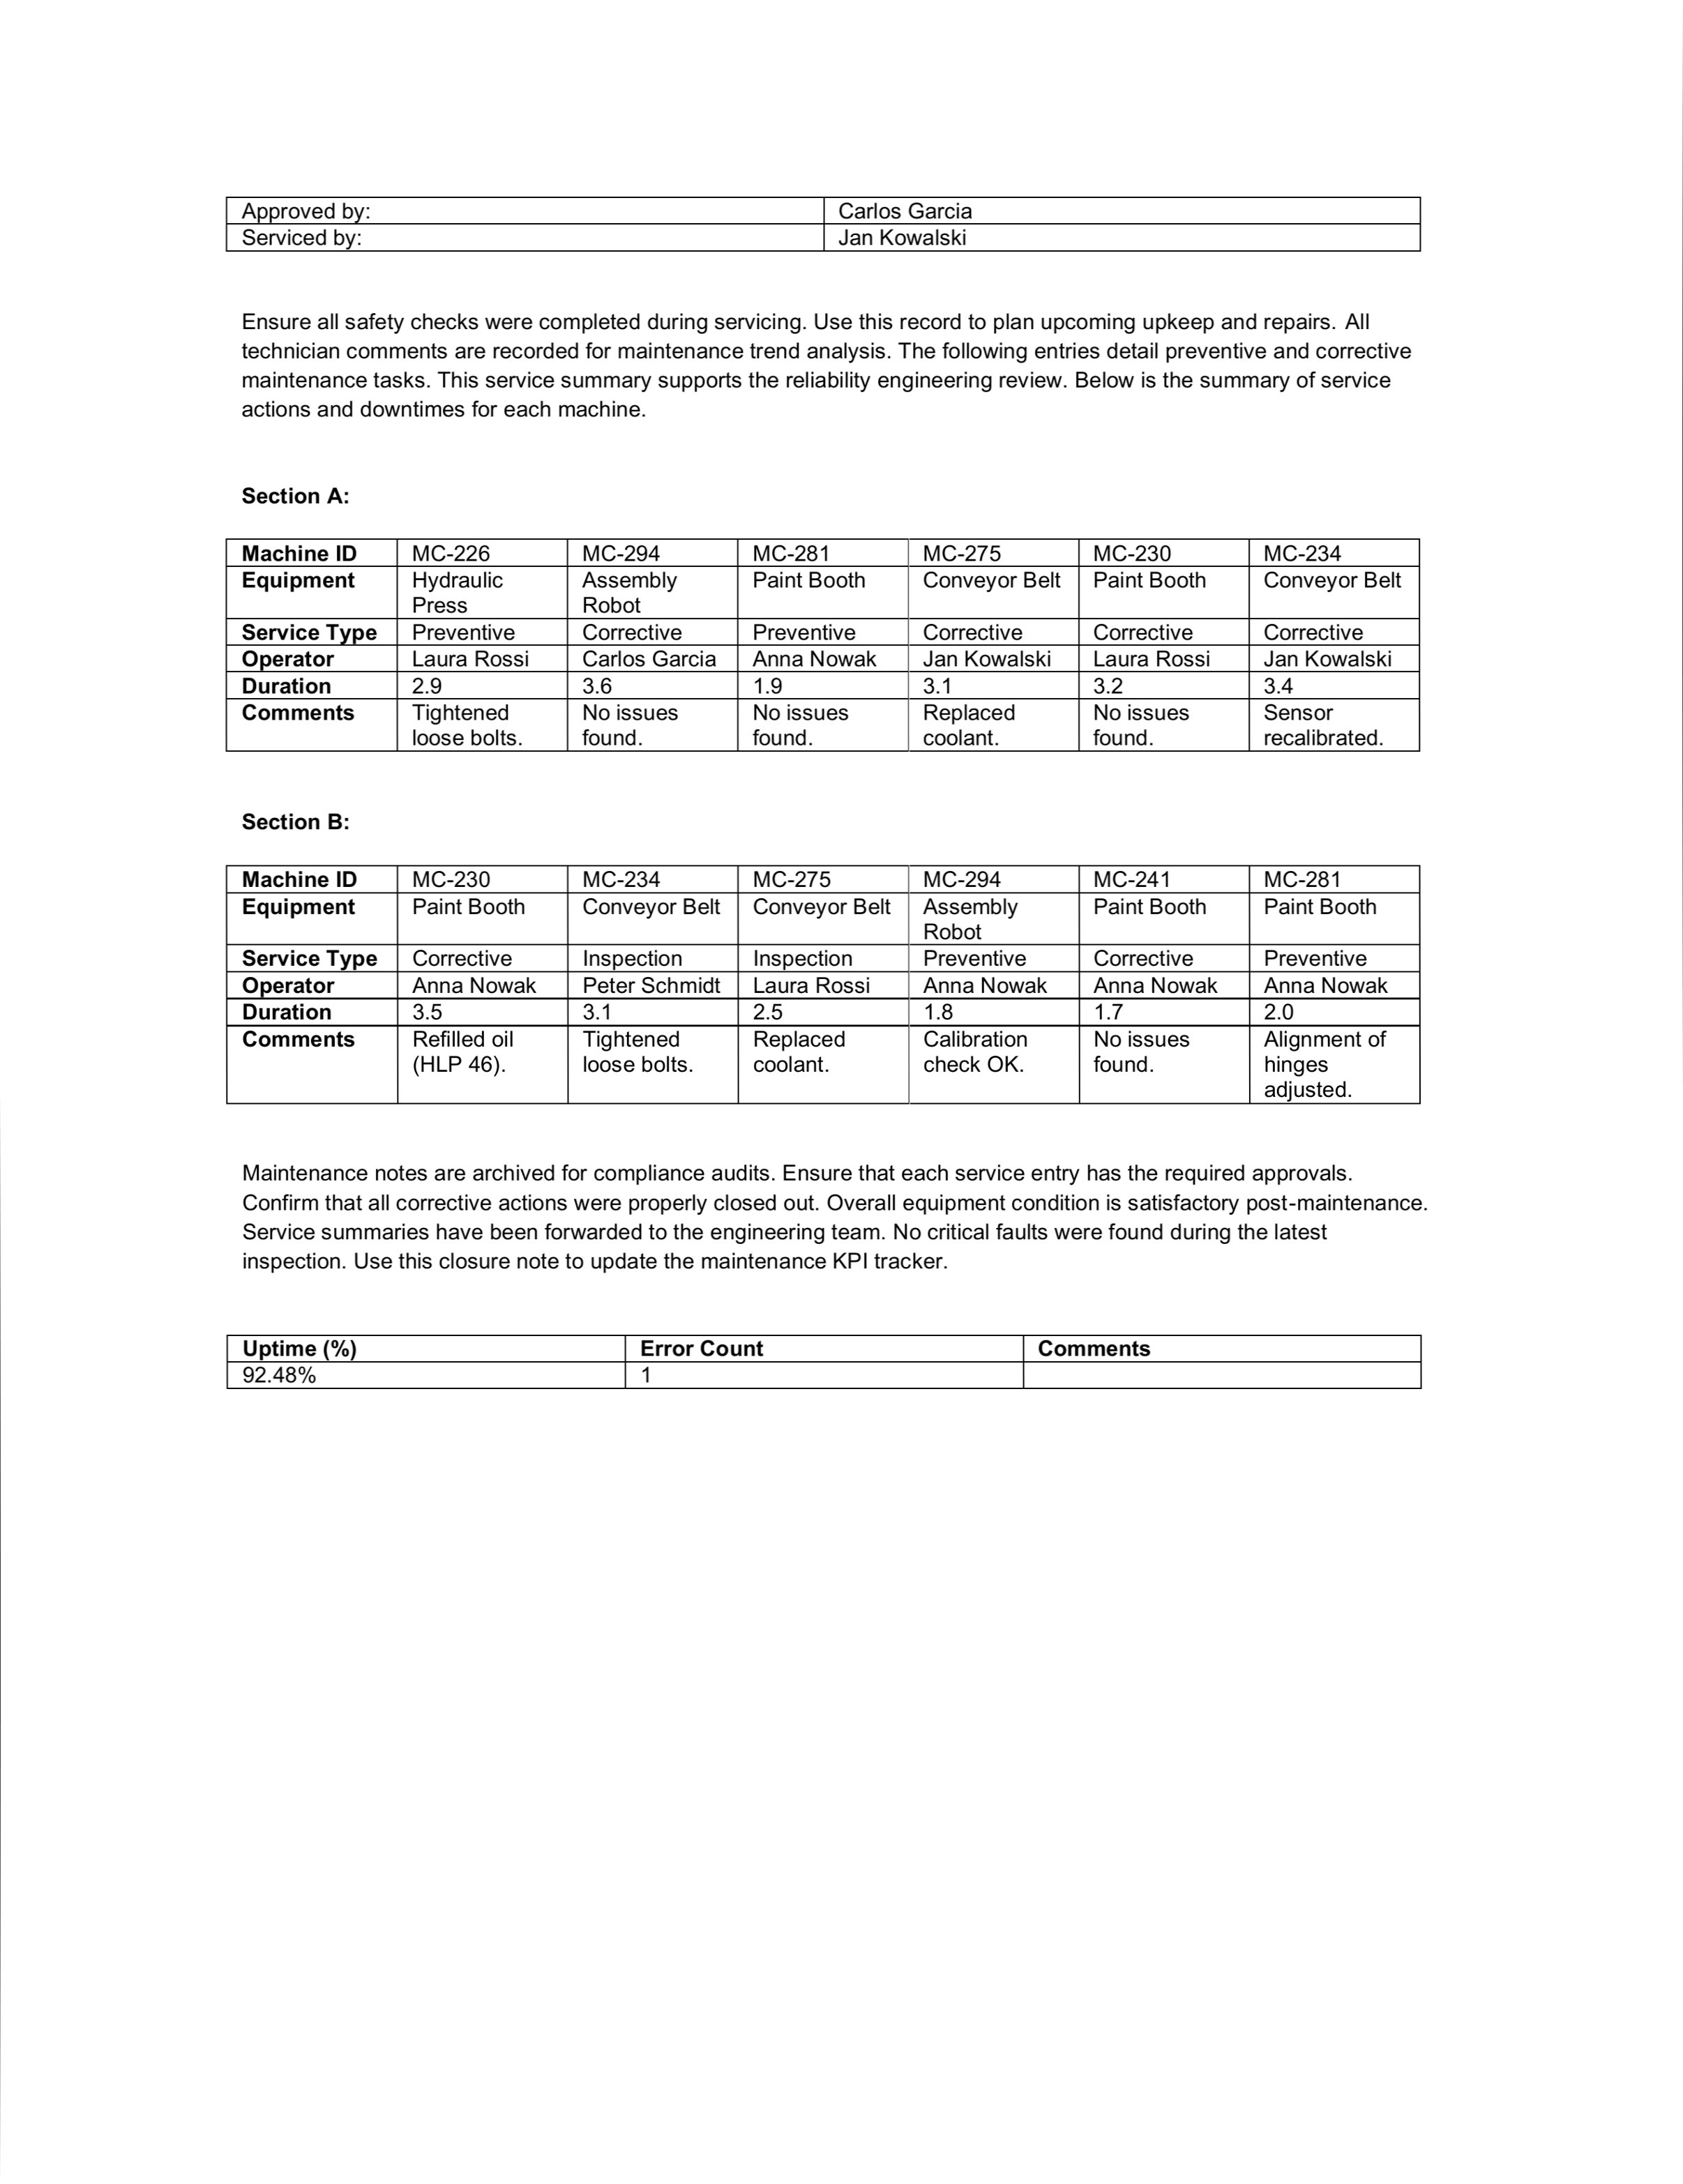 Approved by: Carlos Garcia
Serviced by: Jan Kowalski
Ensure all safety checks were completed during servicing. Use this record to plan upcoming upkeep and repairs. All
technician comments are recorded for maintenance trend analysis. The following entries detail preventive and corrective
maintenance tasks. This service summary supports the reliability engineering review. Below is the summary of service
actions and downtimes for each machine.
Section A:
Machine ID MC-226 MC-294 MC-281 MC-275 MC-230 MC-234
Equipment Hydraulic Assembly Paint Booth Conveyor Belt Paint Booth Conveyor Belt
Press Robot
Service Type Preventive Corrective Preventive Corrective Corrective Corrective
Operator Laura Rossi Carlos Garcia Anna Nowak Jan Kowalski Laura Rossi Jan Kowalski
Duration 2.9 3.6 1.9 3.1 3.2 3.4
Comments Tightened No issues No issues Replaced No issues Sensor
loose bolts. found. found. coolant. found. recalibrated.
Section B:
Machine ID MC-230 MC-234 MC-275 MC-294 MC-241 MC-281
Equipment Paint Booth Conveyor Belt Conveyor Belt Assembly Paint Booth Paint Booth
Robot
Service Type Corrective Inspection Inspection Preventive Corrective Preventive
Operator Anna Nowak Peter Schmidt Laura Rossi Anna Nowak Anna Nowak Anna Nowak
Duration 3.5 3.1 2.5 1.8 1.7 2.0
Comments Refilled oil Tightened Replaced Calibration No issues Alignment of
(HLP 46). loose bolts. coolant. check OK. found. hinges
adjusted.
Maintenance notes are archived for compliance audits. Ensure that each service entry has the required approvals.
Confirm that all corrective actions were properly closed out. Overall equipment condition is satisfactory post-maintenance.
Service summaries have been forwarded to the engineering team. No critical faults were found during the latest
inspection. Use this closure note to update the maintenance KPI tracker.
Uptime (%) Error Count Comments
92.48% 1